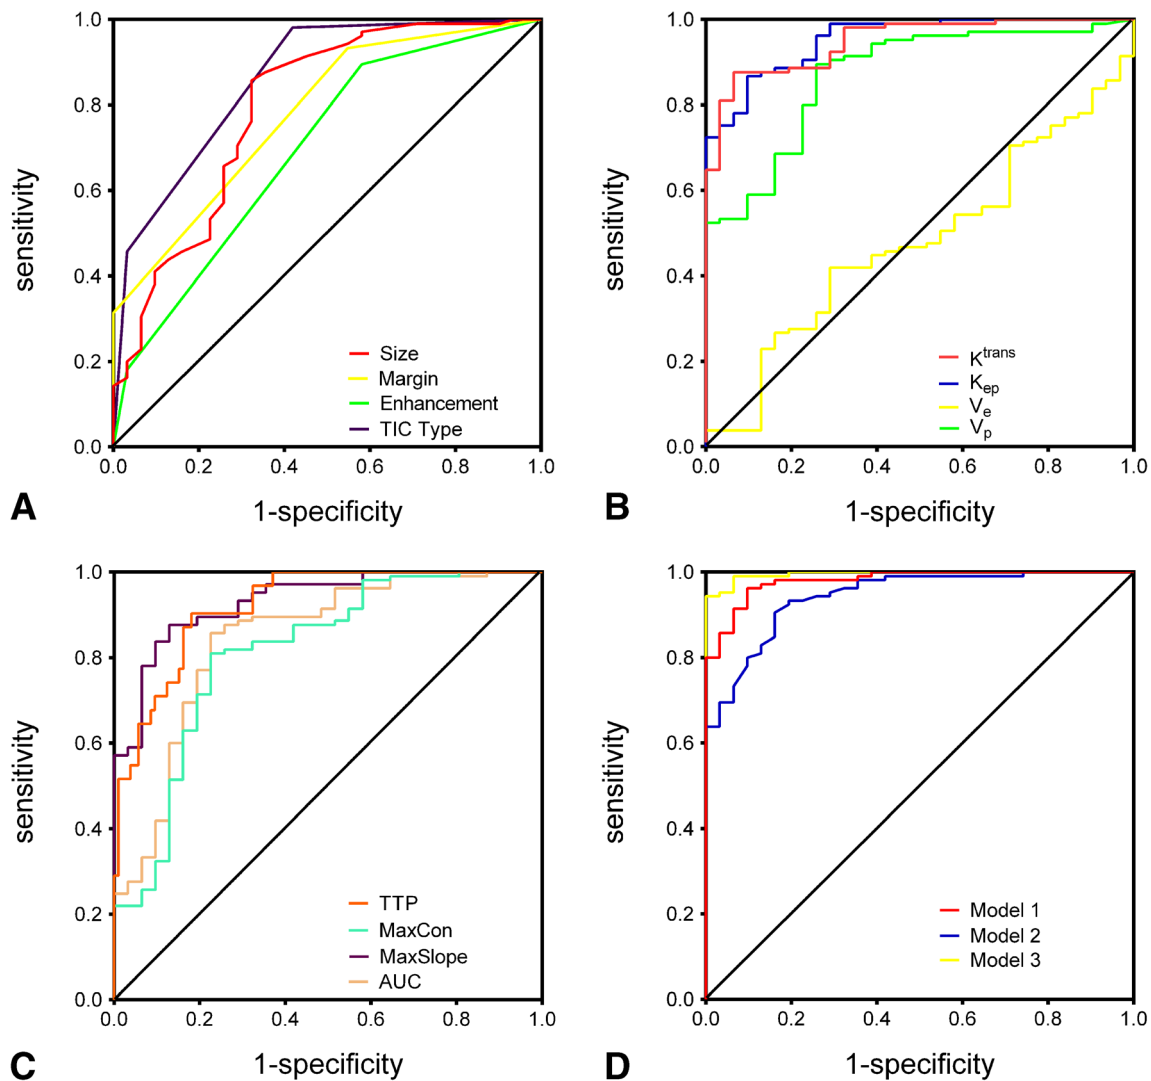 1.0
0.8
0.6
0.4
0.2
0.0
sensitivity
Size
Margin
Enhancement
TIC Type
0.0 0.2 0.4 0.6 0.8 1.0
1-specificity
A
1.0
0.8
0.6
0.4
0.2
0.0
sensitivity
K^trans
K_ep
V_e
V_p
0.0 0.2 0.4 0.6 0.8 1.0
1-specificity
B
1.0
0.8
0.6
0.4
0.2
0.0
sensitivity
TTP
MaxCon
MaxSlope
AUC
0.0 0.2 0.4 0.6 0.8 1.0
1-specificity
C
1.0
0.8
0.6
0.4
0.2
0.0
sensitivity
Model 1
Model 2
Model 3
0.0 0.2 0.4 0.6 0.8 1.0
1-specificity
D